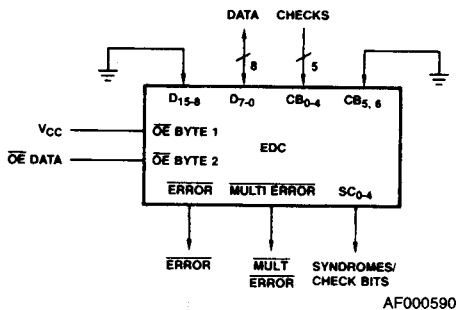 DATA CHECKS
8 5
D15-8 D7-0 CB0-4 CB5, 6
VCC
OE BYTE 1
OE DATA
OE BYTE 2
EDC
ERROR MULTI ERROR SC0-4
ERROR
MULT
ERROR
SYNDROMES/
CHECK BITS
AF000590